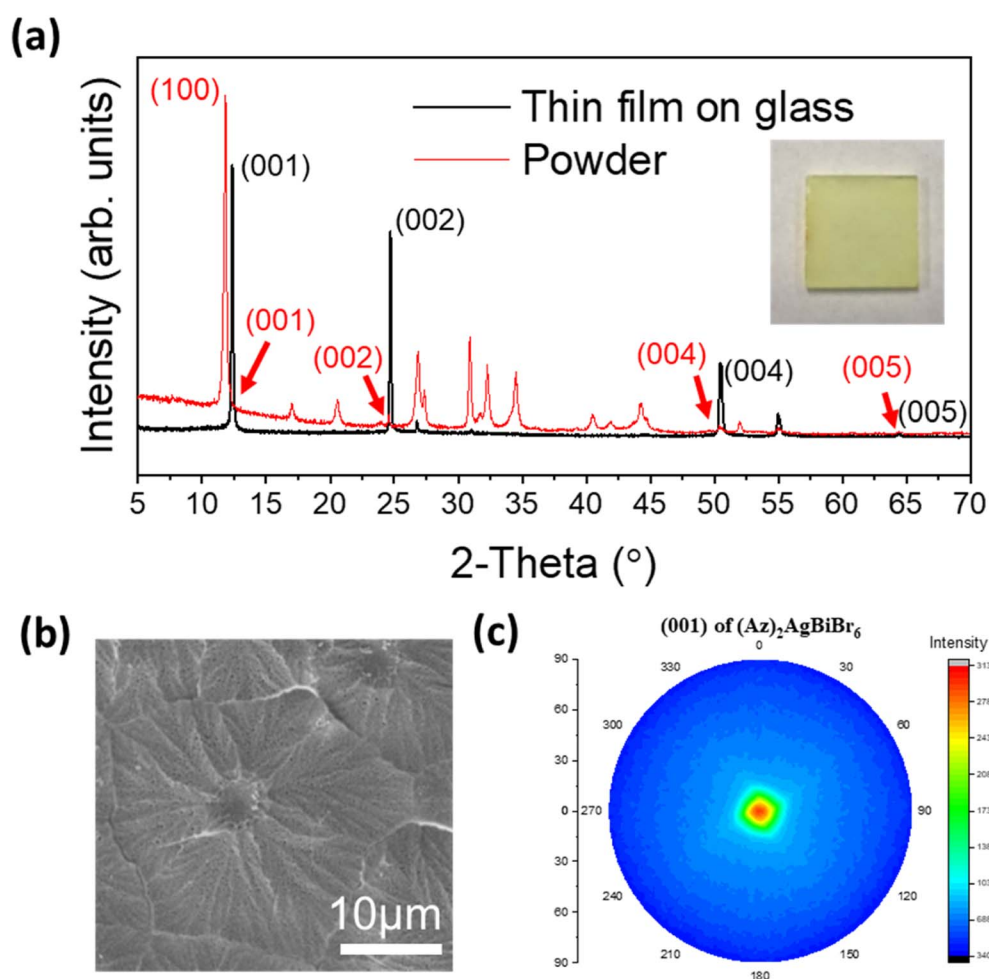 (a)
Intensity (arb. units)
(100)
(001)
(002)
Thin film on glass
Powder
(001)
(002)
(004)
(004)
(005)
(005)
5 10 15 20 25 30 35 40 45 50 55 60 65 70
2-Theta (°)
(b)
10μm
(c)
(001) of (Az)₂AgBiBr₆
0
30
60
90
120
150
180
210
240
270
300
330
90
60
30
0
30
60
90
Intensity